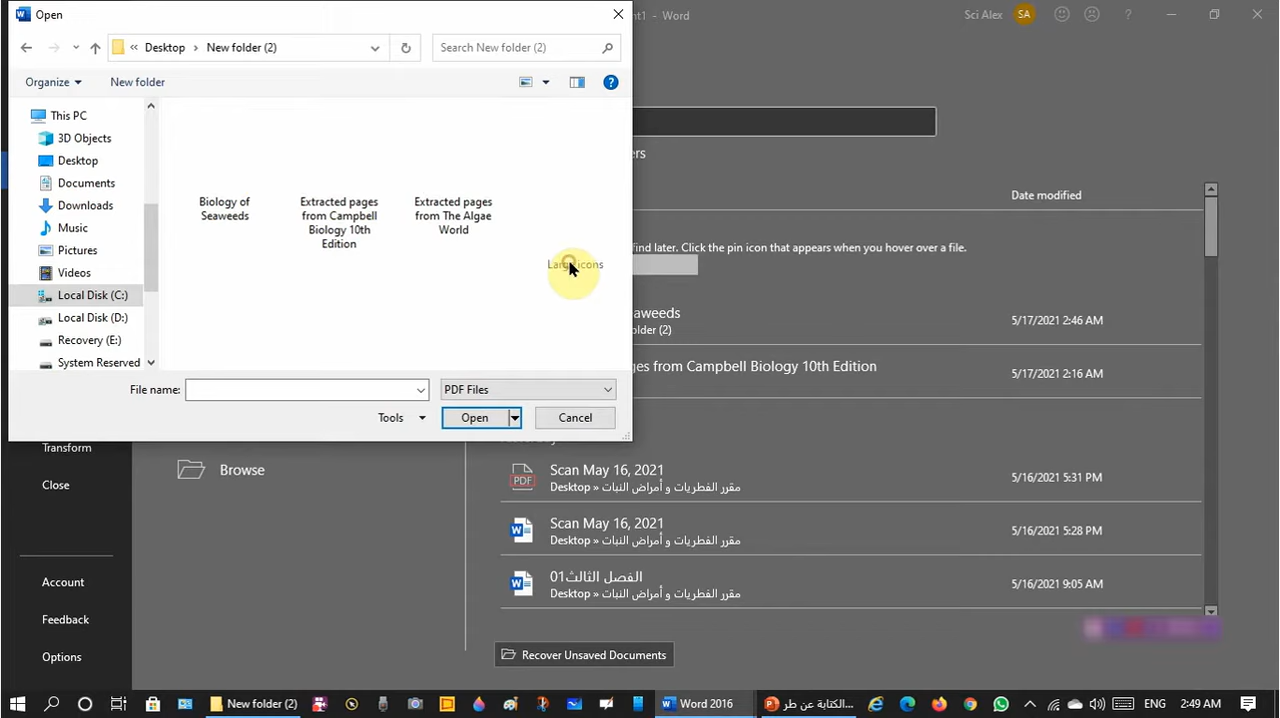 Open
nt1 - Word
Sci Alex
SA
Desktop
New folder (2)
Search New folder (2)
Organize
New folder
This PC
3D Objects
Desktop
Documents
Downloads
Music
Pictures
Videos
Local Disk (C:)
Local Disk (D:)
Recovery (E:)
System Reserved
Biology of
Seaweeds
Extracted pages
from Campbell
Biology 10th
Edition
Extracted pages
from The Algae
World
File name:
PDF Files
Tools
Open
Cancel
ers
Date modified
find later. Click the pin icon that appears when you hover over a file.
aweeds
older (2)
5/17/2021 2:46 AM
ges from Campbell Biology 10th Edition
5/17/2021 2:16 AM
Transform
Close
Account
Feedback
Options
Browse
PDF
Scan May 16, 2021
Desktop » مقرر الفطريات و أمراض النبات
5/16/2021 5:31 PM
Scan May 16, 2021
Desktop » مقرر الفطريات و أمراض النبات
5/16/2021 5:28 PM
الفصل الثالث01
Desktop » مقرر الفطريات و أمراض النبات
5/16/2021 9:05 AM
Recover Unsaved Documents
New folder (2)
Word 2016
الكتابة عن طر...
ENG
2:49 AM